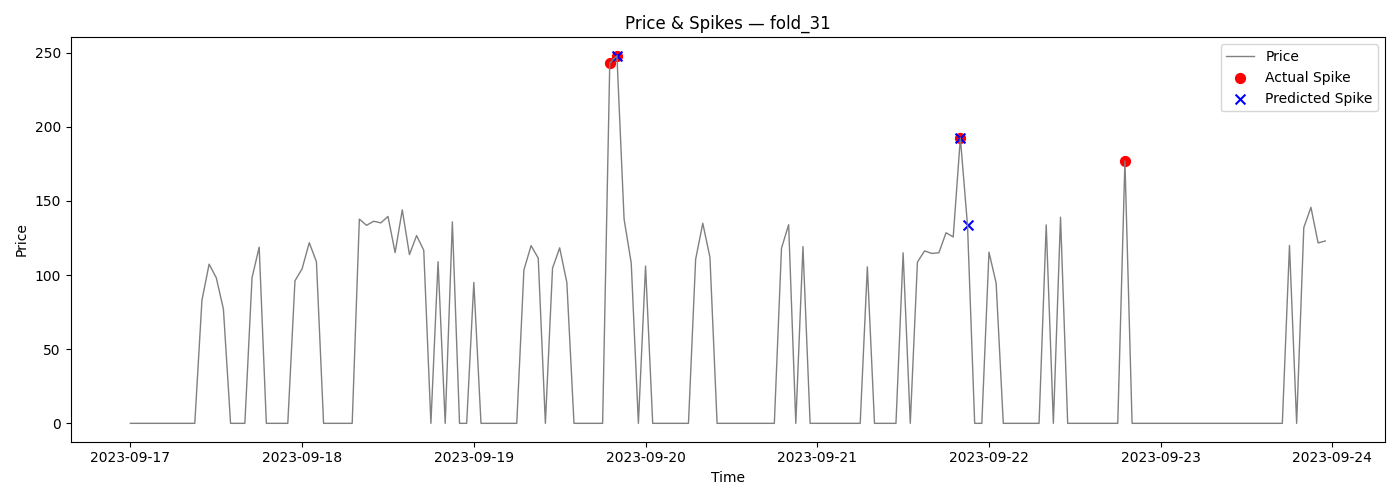 Price & Spikes — fold_31
Price
Actual Spike
Predicted Spike
250
200
150
100
50
0
Price
2023-09-17
2023-09-18
2023-09-19
2023-09-20
2023-09-21
2023-09-22
2023-09-23
2023-09-24
Time